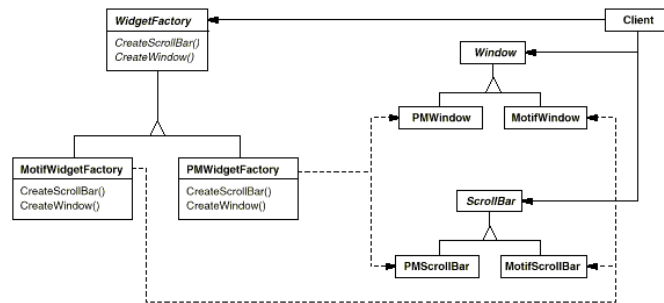 WidgetFactory
CreateScrollBar()
CreateWindow()
Client
Window
PMWindow
MotifWindow
MotifWidgetFactory
CreateScrollBar()
CreateWindow()
PMWidgetFactory
CreateScrollBar()
CreateWindow()
ScrollBar
PMScrollBar
MotifScrollBar